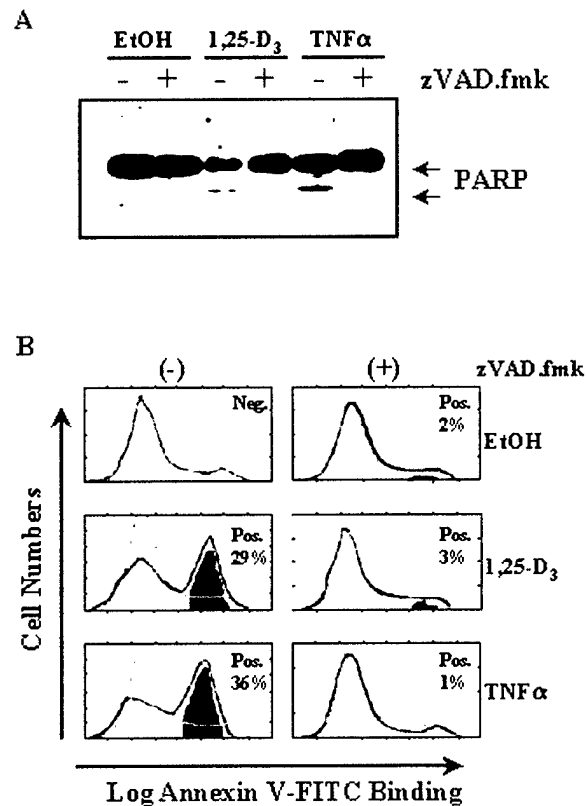 A
EtOH 1,25-D₃ TNFα
- + - + - + zVAD.fmk
PARP
B
(-) (+) zVAD.fmk
Neg. Pos. 2% EtOH
Pos. 29% Pos. 3% 1,25-D₃
Pos. 36% Pos. 1% TNFα
Cell Numbers
Log Annexin V-FITC Binding